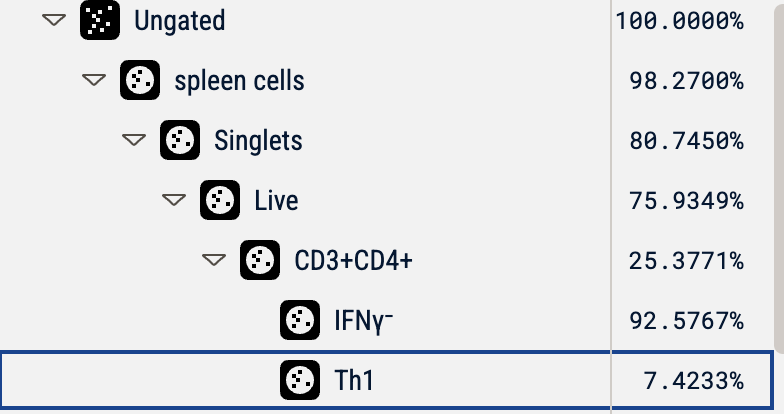 Ungated 100.0000%
spleen cells 98.2700%
Singlets 80.7450%
Live 75.9349%
CD3+CD4+ 25.3771%
IFNγ⁻ 92.5767%
Th1 7.4233%